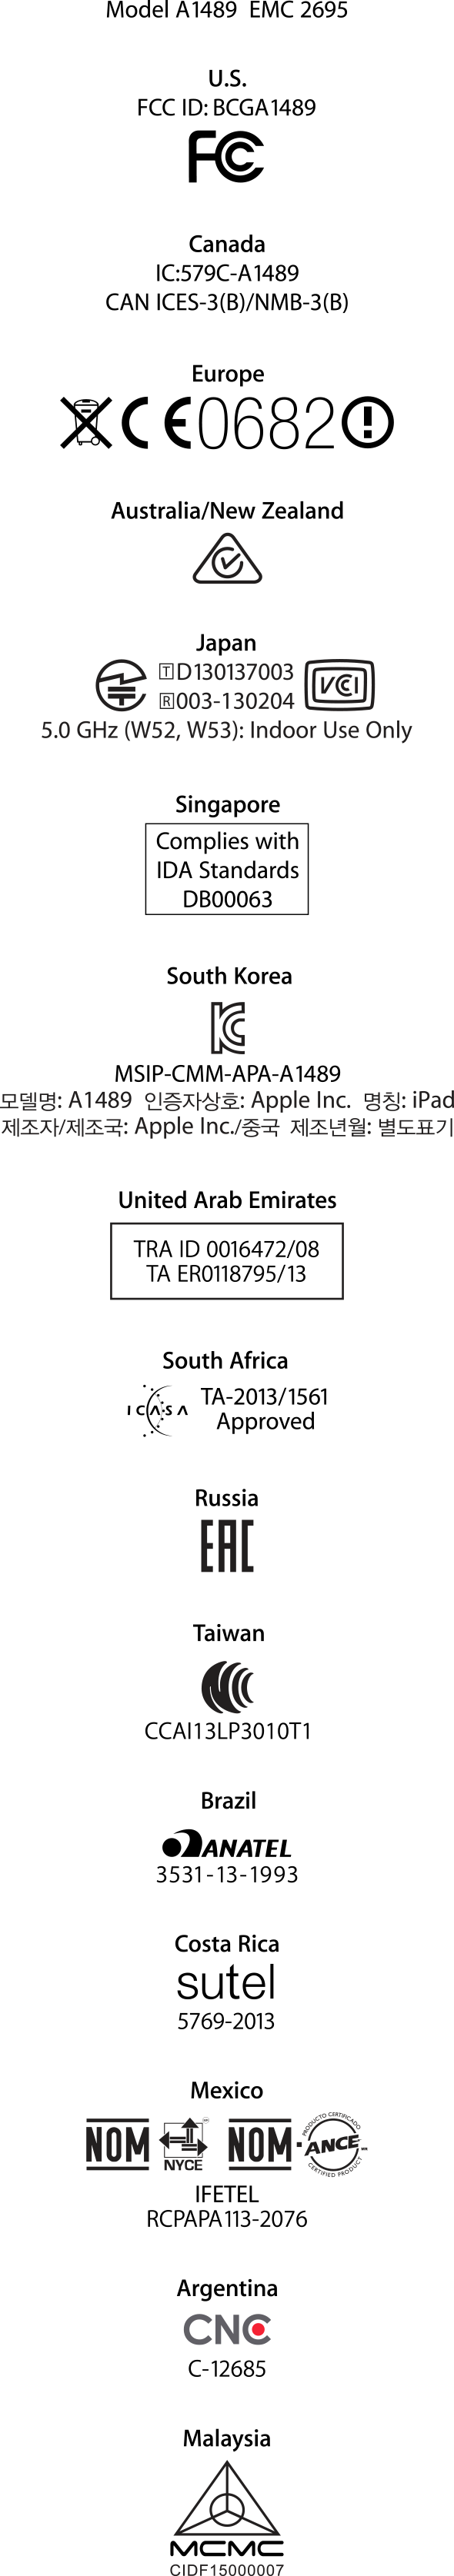 Model A1489 EMC 2695
U.S.
FCC ID: BCGA1489
FC
Canada
IC:579C-A1489
CAN ICES-3(B)/NMB-3(B)
Europe
CE0682
Australia/New Zealand
Japan
T D130137003
R 003-130204
VCCI
5.0 GHz (W52, W53): Indoor Use Only
Singapore
Complies with
IDA Standards
DB00063
South Korea
KC
MSIP-CMM-APA-A1489
모델명: A1489 인증자상호: Apple Inc. 명칭: iPad
제조자/제조국: Apple Inc./중국 제조년월: 별도표기
United Arab Emirates
TRA ID 0016472/08
TA ER0118795/13
South Africa
ICASA
TA-2013/1561
Approved
Russia
EAC
Taiwan
CCAI13LP3010T1
Brazil
ANATEL
3531-13-1993
Costa Rica
sutel
5769-2013
Mexico
NOM NYCE NOM-ANCE
PRODUCTO CERTIFICADO
CERTIFIED PRODUCT
IFETEL
RCPAPA113-2076
Argentina
CNC
C-12685
Malaysia
MCMC
CIDF15000007